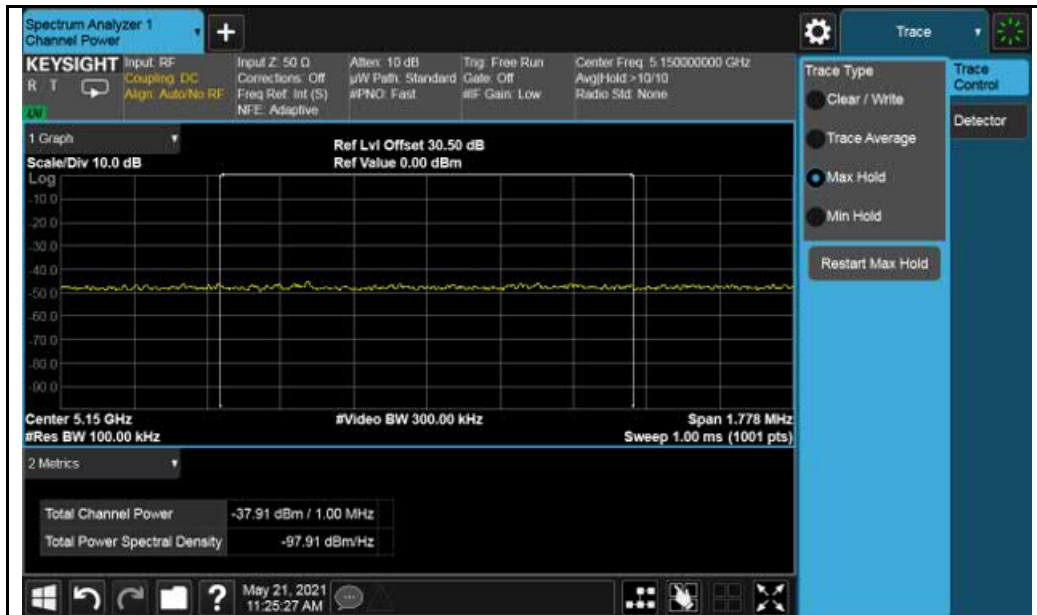 Spectrum Analyzer 1
Channel Power
Trace
KEYSIGHT Input: RF Input Z: 50 Ω Atten: 10 dB Trig: Free Run Center Freq: 5.150000000 GHz
R T Coupling: DC Corrections: Off µW Path: Standard Gate: Off Avg|Hold:>10/10
Align: Auto/No RF Freq Ref: Int (S) #PNO: Fast #IF Gain: Low Radio Std: None
NFE: Adaptive
Trace Type
Clear / Write
Trace Average
Max Hold
Min Hold
Restart Max Hold
Trace Control
Detector
1 Graph
Ref Lvl Offset 30.50 dB
Scale/Div 10.0 dB Ref Value 0.00 dBm
Log
-10.0
-20.0
-30.0
-40.0
-50.0
-60.0
-70.0
-80.0
-90.0
Center 5.15 GHz #Video BW 300.00 kHz Span 1.778 MHz
#Res BW 100.00 kHz Sweep 1.00 ms (1001 pts)
2 Metrics
Total Channel Power -37.91 dBm / 1.00 MHz
Total Power Spectral Density -97.91 dBm/Hz
May 21, 2021
11:25:27 AM